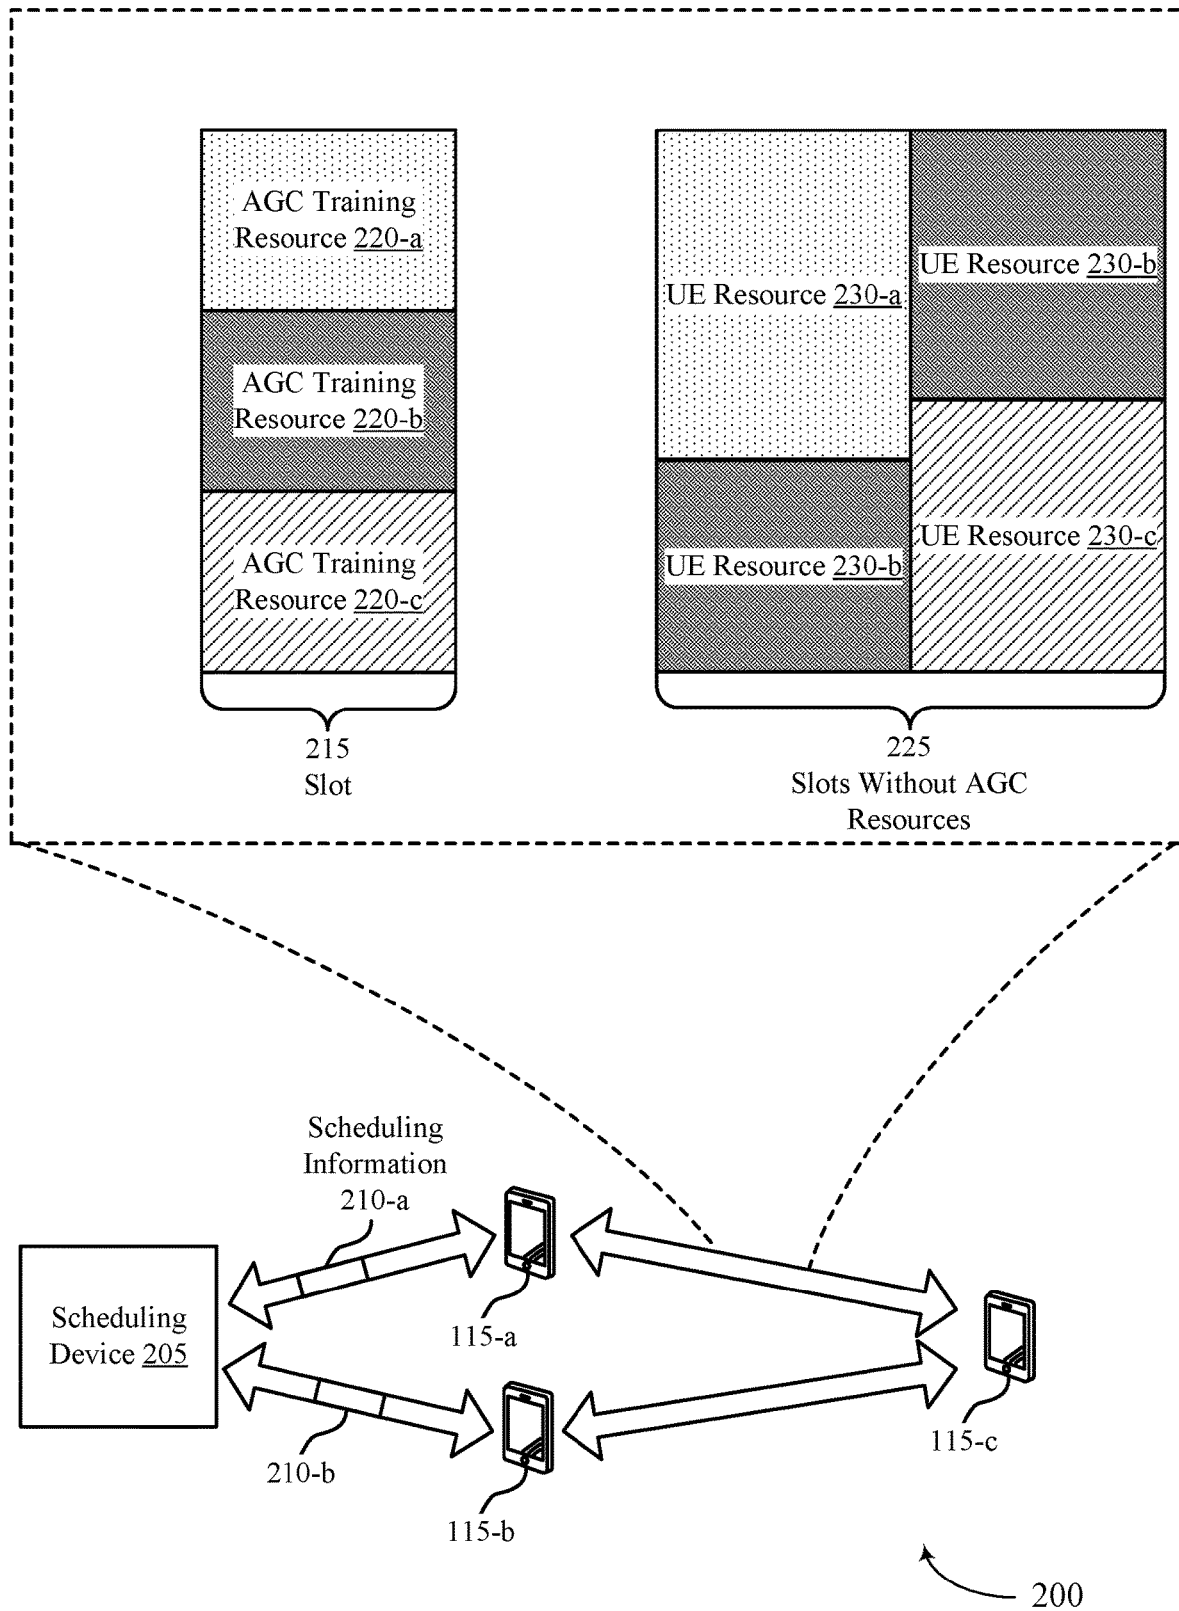 AGC Training
Resource 220-a
AGC Training
Resource 220-b
AGC Training
Resource 220-c
215
Slot
UE Resource 230-a
UE Resource 230-b
UE Resource 230-b
UE Resource 230-c
225
Slots Without AGC
Resources
Scheduling
Information
210-a
Scheduling
Device 205
115-a
210-b
115-b
115-c
200